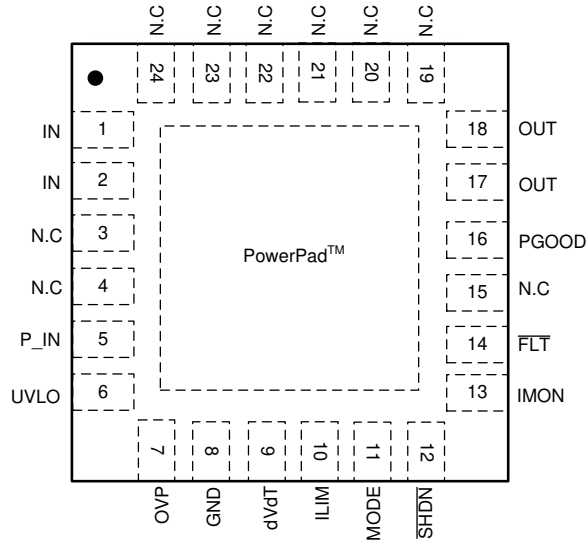 N.C N.C N.C N.C N.C N.C
24 23 22 21 20 19
IN 1 18 OUT
IN 2 17 OUT
N.C 3 16 PGOOD
N.C 4 15 N.C
PowerPad™
P_IN 5 14 F̅L̅T̅
UVLO 6 13 IMON
7 8 9 10 11 12
OVP GND dVdT ILIM MODE S̅H̅D̅N̅